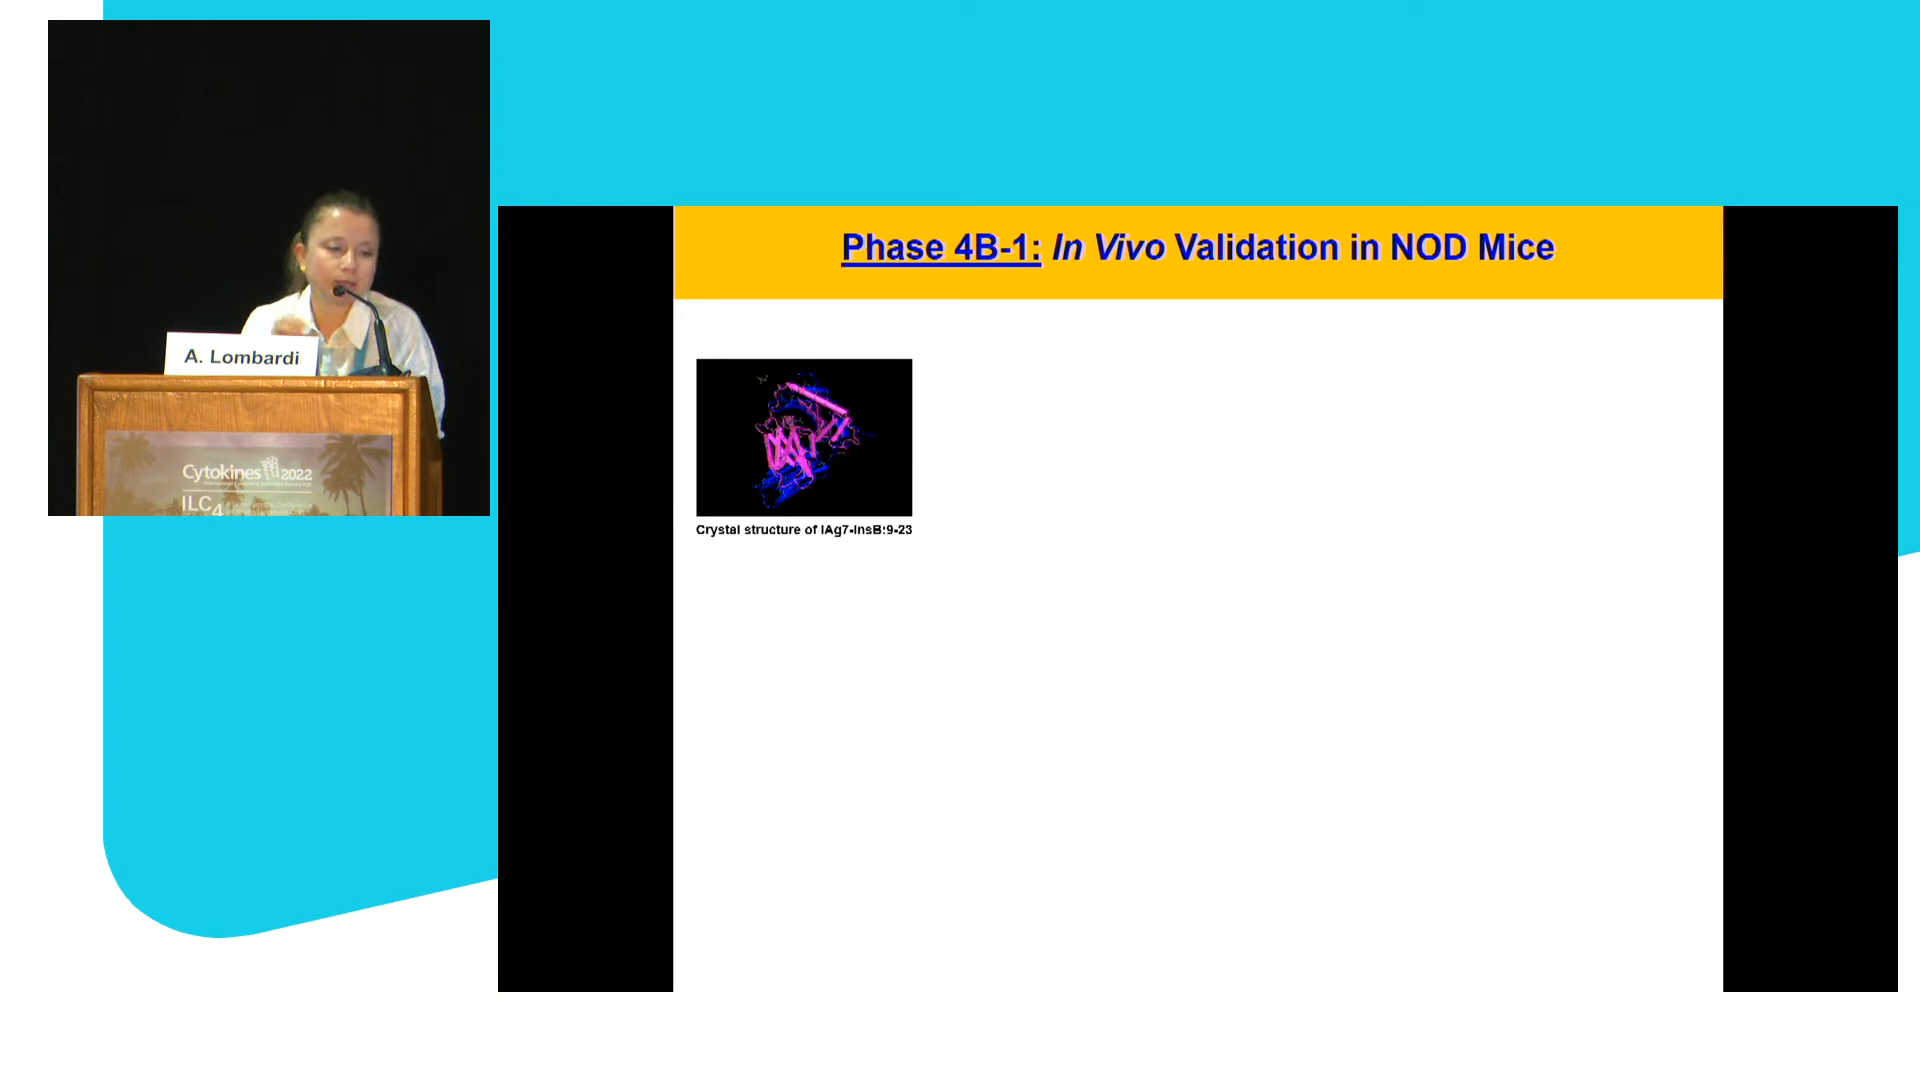 A. Lombardi
Cytokines 2022
ILC4
Phase 4B-1: In Vivo Validation in NOD Mice
Crystal structure of IAg7-InsB:9-23